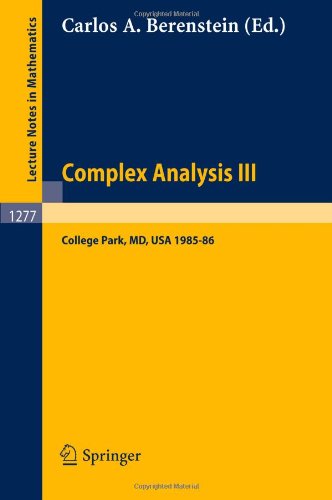 Carlos A. Berenstein (Ed.)
Lecture Notes in Mathematics
Complex Analysis III
1277
College Park, MD, USA 1985-86
Springer